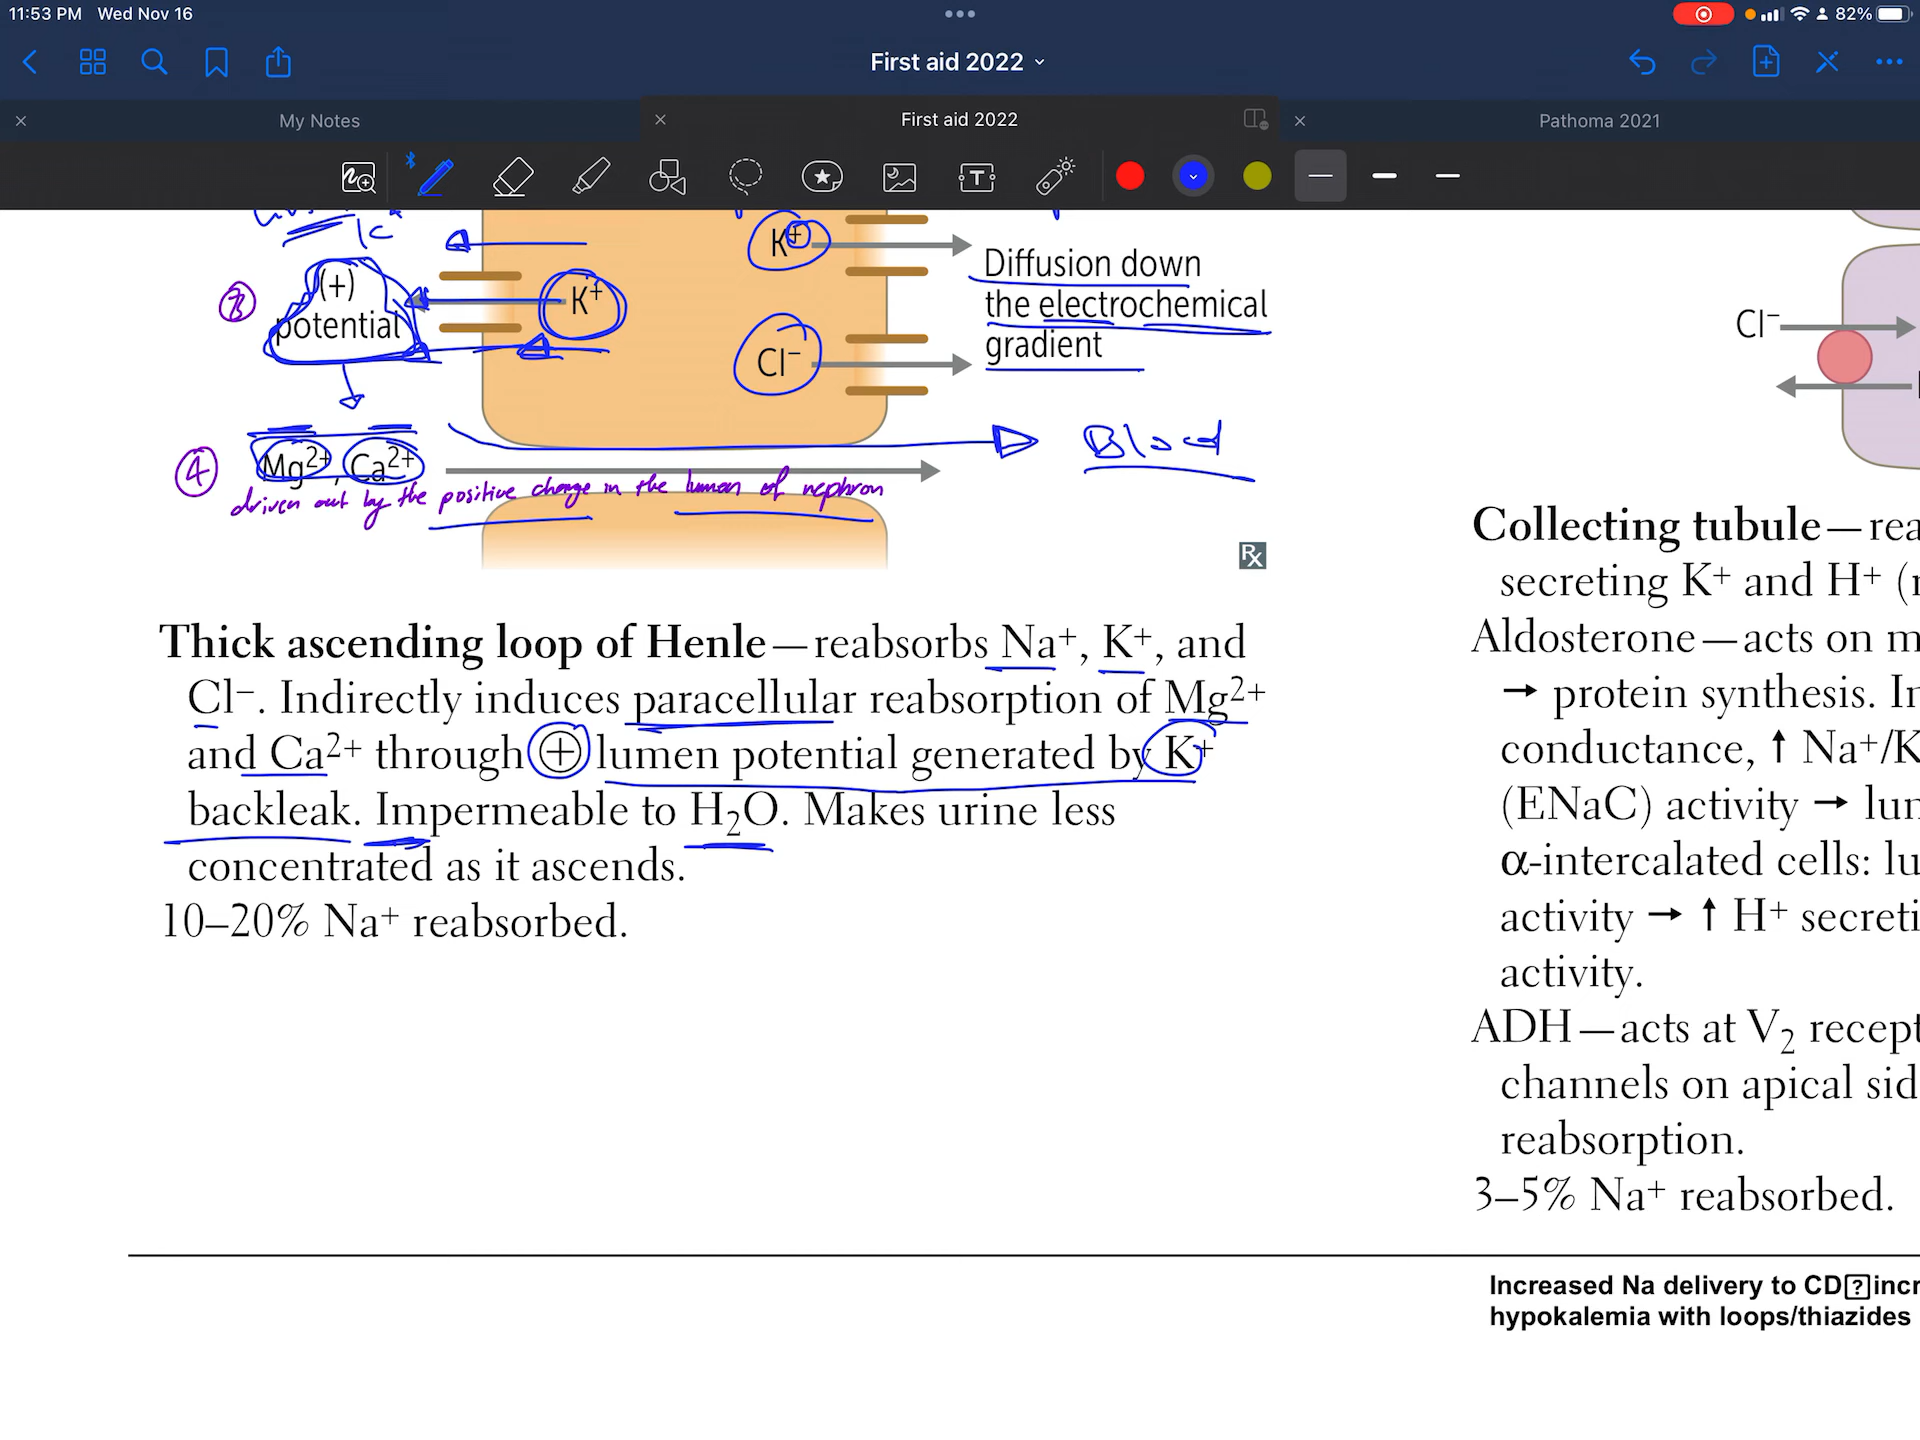 11:53 PM Wed Nov 16
82%
First aid 2022
My Notes
First aid 2022
Pathoma 2021
K+
Diffusion down
the electrochemical
gradient
③
(+)
potential
K+
Cl−
Cl−
Blood
④
Mg2+, Ca2+
driven out by the positive change in the lumen of nephron
Rx
Thick ascending loop of Henle—reabsorbs Na+, K+, and
Cl−. Indirectly induces paracellular reabsorption of Mg2+
and Ca2+ through ⊕ lumen potential generated by K+
backleak. Impermeable to H2O. Makes urine less
concentrated as it ascends.
10–20% Na+ reabsorbed.
Collecting tubule—rea
secreting K+ and H+ (r
Aldosterone—acts on m
→ protein synthesis. In
conductance, ↑ Na+/K
(ENaC) activity → lun
α-intercalated cells: lu
activity → ↑ H+ secreti
activity.
ADH—acts at V2 recept
channels on apical sid
reabsorption.
3–5% Na+ reabsorbed.
Increased Na delivery to CD⍰incr
hypokalemia with loops/thiazides